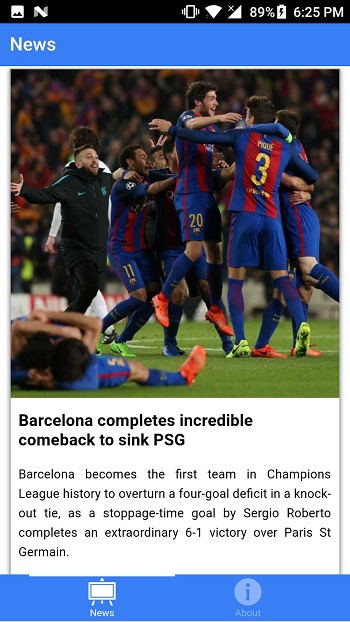 89% 6:25 PM
News
PIQUÉ
3
unicef
20
11
Barcelona completes incredible
comeback to sink PSG
Barcelona becomes the first team in Champions
League history to overturn a four-goal deficit in a knock-
out tie, as a stoppage-time goal by Sergio Roberto
completes an extraordinary 6-1 victory over Paris St
Germain.
News
About